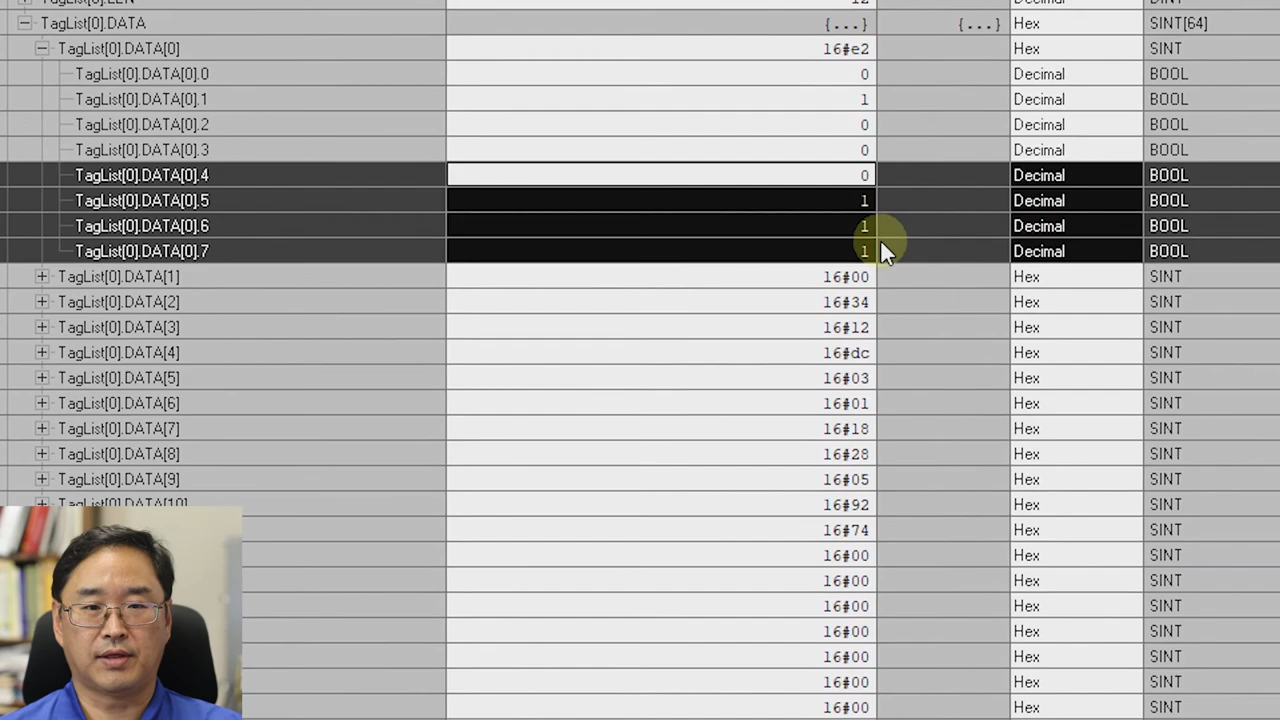 TagList[0].LEN 12 DINT
TagList[0].DATA {...} {...} Hex SINT[64]
TagList[0].DATA[0] 16#e2 Hex SINT
TagList[0].DATA[0].0 0 Decimal BOOL
TagList[0].DATA[0].1 1 Decimal BOOL
TagList[0].DATA[0].2 0 Decimal BOOL
TagList[0].DATA[0].3 0 Decimal BOOL
TagList[0].DATA[0].4 0 Decimal BOOL
TagList[0].DATA[0].5 1 Decimal BOOL
TagList[0].DATA[0].6 1 Decimal BOOL
TagList[0].DATA[0].7 1 Decimal BOOL
TagList[0].DATA[1] 16#00 Hex SINT
TagList[0].DATA[2] 16#34 Hex SINT
TagList[0].DATA[3] 16#12 Hex SINT
TagList[0].DATA[4] 16#dc Hex SINT
TagList[0].DATA[5] 16#03 Hex SINT
TagList[0].DATA[6] 16#01 Hex SINT
TagList[0].DATA[7] 16#18 Hex SINT
TagList[0].DATA[8] 16#28 Hex SINT
TagList[0].DATA[9] 16#05 Hex SINT
TagList[0].DATA[10] 16#92 Hex SINT
16#74 Hex SINT
16#00 Hex SINT
16#00 Hex SINT
16#00 Hex SINT
16#00 Hex SINT
16#00 Hex SINT
16#00 Hex SINT
16#00 Hex SINT